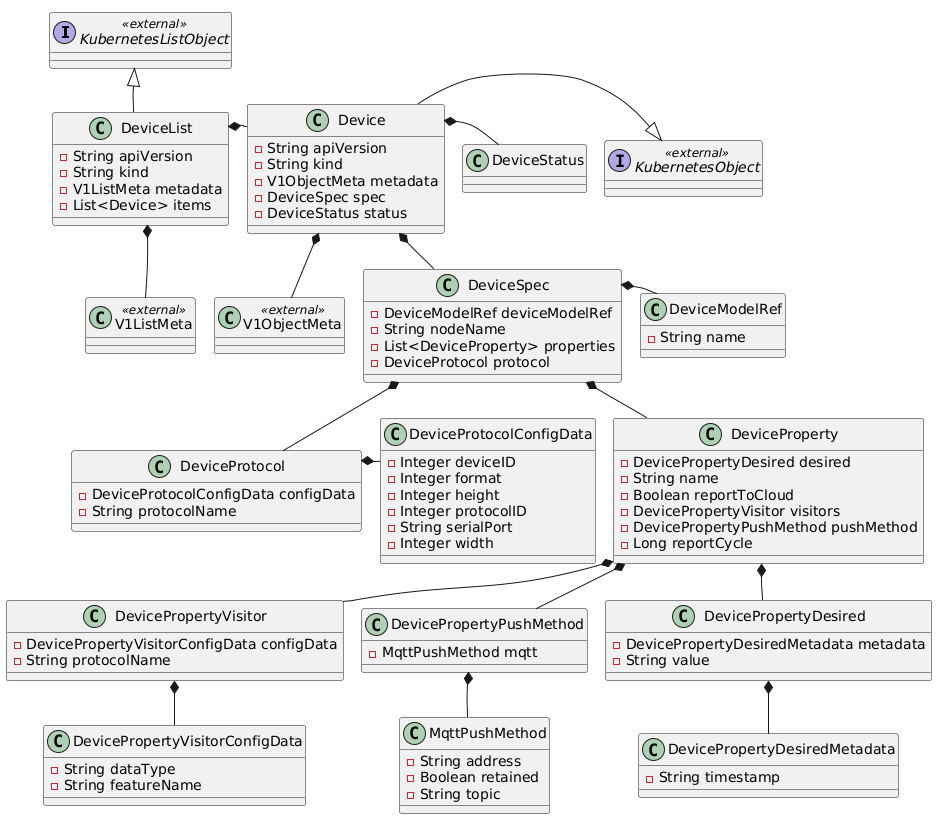 I
«external»
KubernetesListObject
C DeviceList
String apiVersion
String kind
V1ListMeta metadata
List<Device> items
C Device
String apiVersion
String kind
V1ObjectMeta metadata
DeviceSpec spec
DeviceStatus status
C DeviceStatus
I
«external»
KubernetesObject
C
«external»
V1ListMeta
C
«external»
V1ObjectMeta
C DeviceSpec
DeviceModelRef deviceModelRef
String nodeName
List<DeviceProperty> properties
DeviceProtocol protocol
C DeviceModelRef
String name
C DeviceProtocol
DeviceProtocolConfigData configData
String protocolName
C DeviceProtocolConfigData
Integer deviceID
Integer format
Integer height
Integer protocolID
String serialPort
Integer width
C DeviceProperty
DevicePropertyDesired desired
String name
Boolean reportToCloud
DevicePropertyVisitor visitors
DevicePropertyPushMethod pushMethod
Long reportCycle
C DevicePropertyVisitor
DevicePropertyVisitorConfigData configData
String protocolName
C DevicePropertyPushMethod
MqttPushMethod mqtt
C DevicePropertyDesired
DevicePropertyDesiredMetadata metadata
String value
C DevicePropertyVisitorConfigData
String dataType
String featureName
C MqttPushMethod
String address
Boolean retained
String topic
C DevicePropertyDesiredMetadata
String timestamp